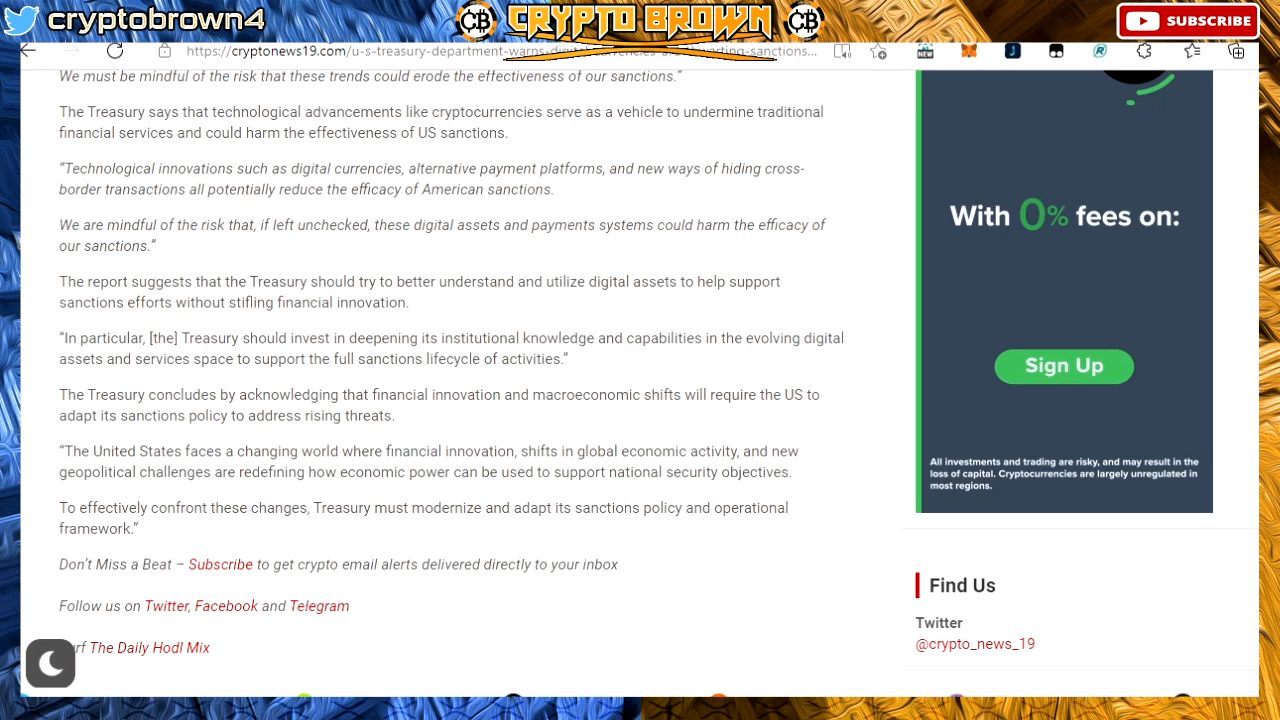 cryptobrown4
CB
CRYPTO BROWN
CB
SUBSCRIBE
https://cryptonews19.com/u-s-treasury-department-warns-digi
sanctions...
NEW
We must be mindful of the risk that these trends could erode the effectiveness of our sanctions.”
The Treasury says that technological advancements like cryptocurrencies serve as a vehicle to undermine traditional
financial services and could harm the effectiveness of US sanctions.
“Technological innovations such as digital currencies, alternative payment platforms, and new ways of hiding cross-
border transactions all potentially reduce the efficacy of American sanctions.
We are mindful of the risk that, if left unchecked, these digital assets and payments systems could harm the efficacy of
our sanctions.”
The report suggests that the Treasury should try to better understand and utilize digital assets to help support
sanctions efforts without stifling financial innovation.
“In particular, [the] Treasury should invest in deepening its institutional knowledge and capabilities in the evolving digital
assets and services space to support the full sanctions lifecycle of activities.”
The Treasury concludes by acknowledging that financial innovation and macroeconomic shifts will require the US to
adapt its sanctions policy to address rising threats.
“The United States faces a changing world where financial innovation, shifts in global economic activity, and new
geopolitical challenges are redefining how economic power can be used to support national security objectives.
To effectively confront these changes, Treasury must modernize and adapt its sanctions policy and operational
framework.”
Don’t Miss a Beat – Subscribe to get crypto email alerts delivered directly to your inbox
Follow us on Twitter, Facebook and Telegram
The Daily Hodl Mix
With 0% fees on:
Sign Up
All investments and trading are risky, and may result in the
loss of capital. Cryptocurrencies are largely unregulated in
most regions.
Find Us
Twitter
@crypto_news_19